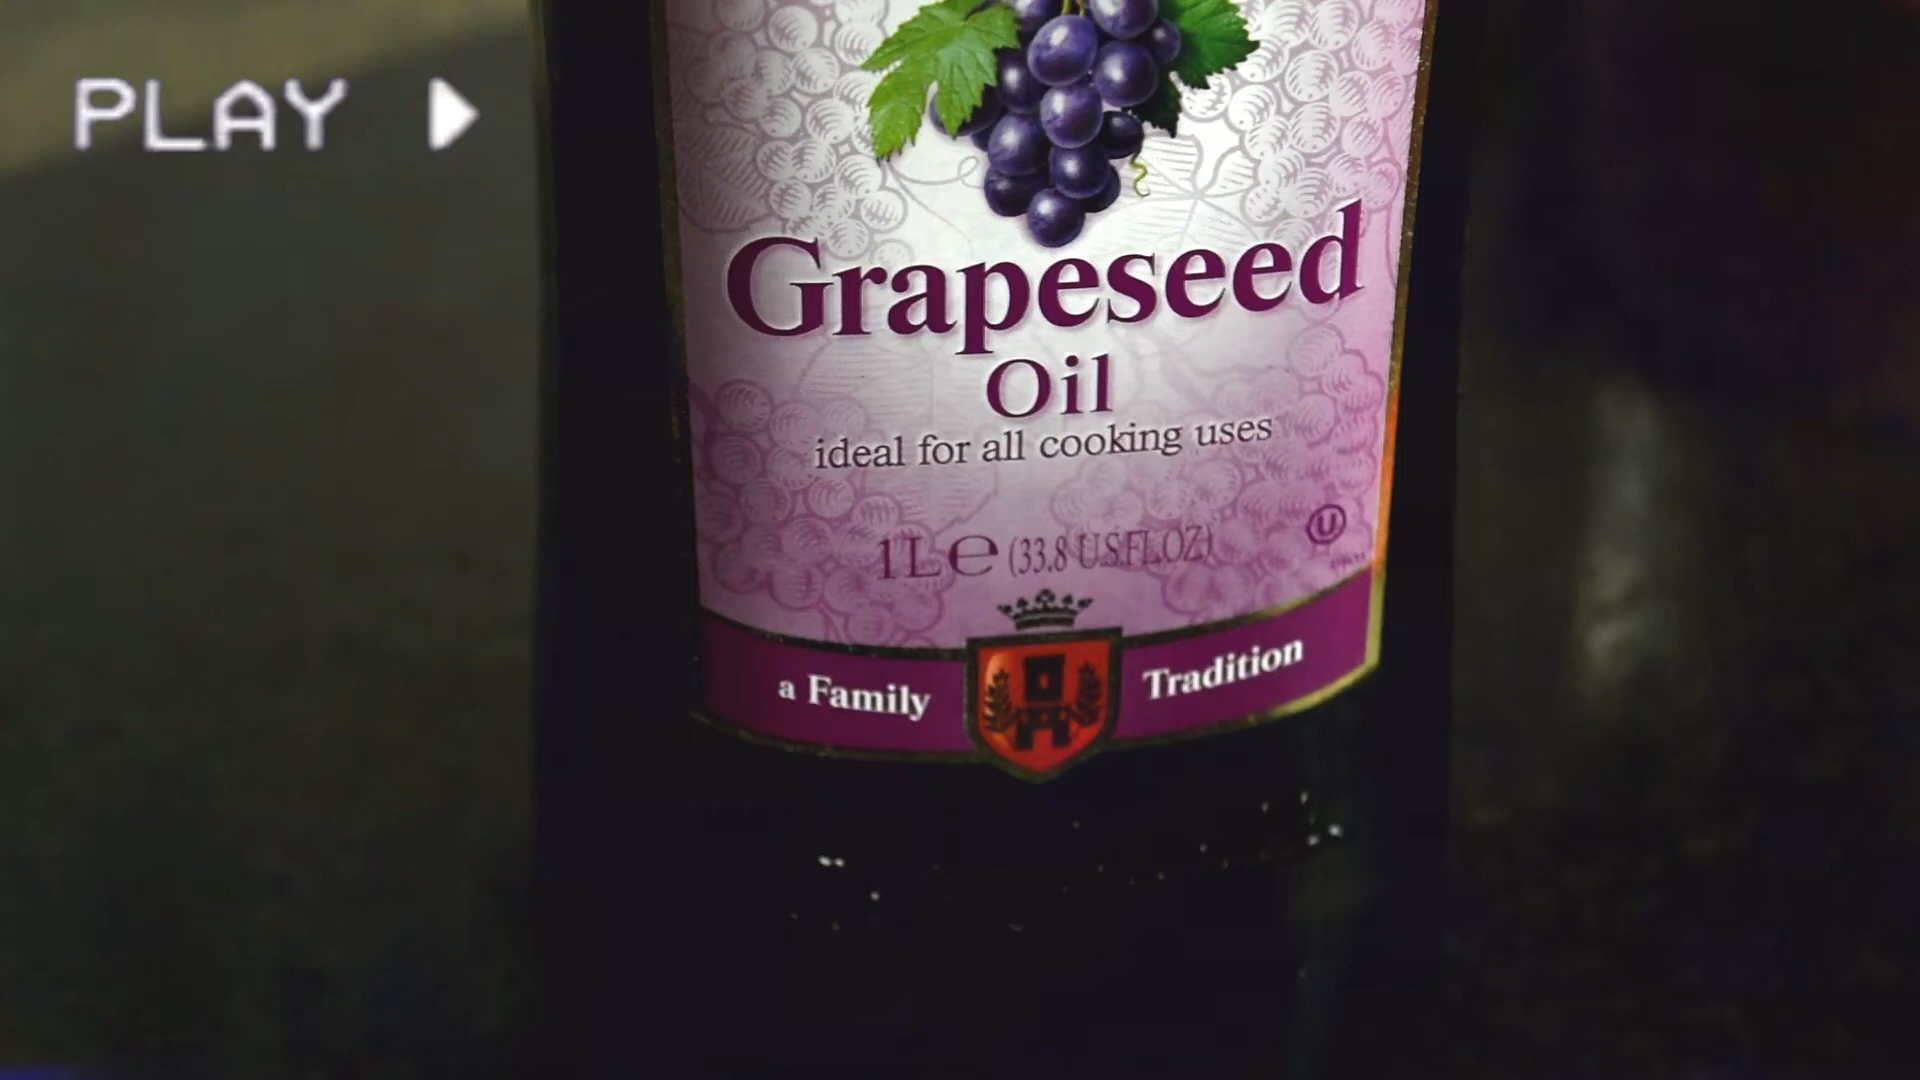 PLAY
Grapeseed
Oil
ideal for all cooking uses
1L e (33.8 U.S.FL.OZ)
U
a Family Tradition